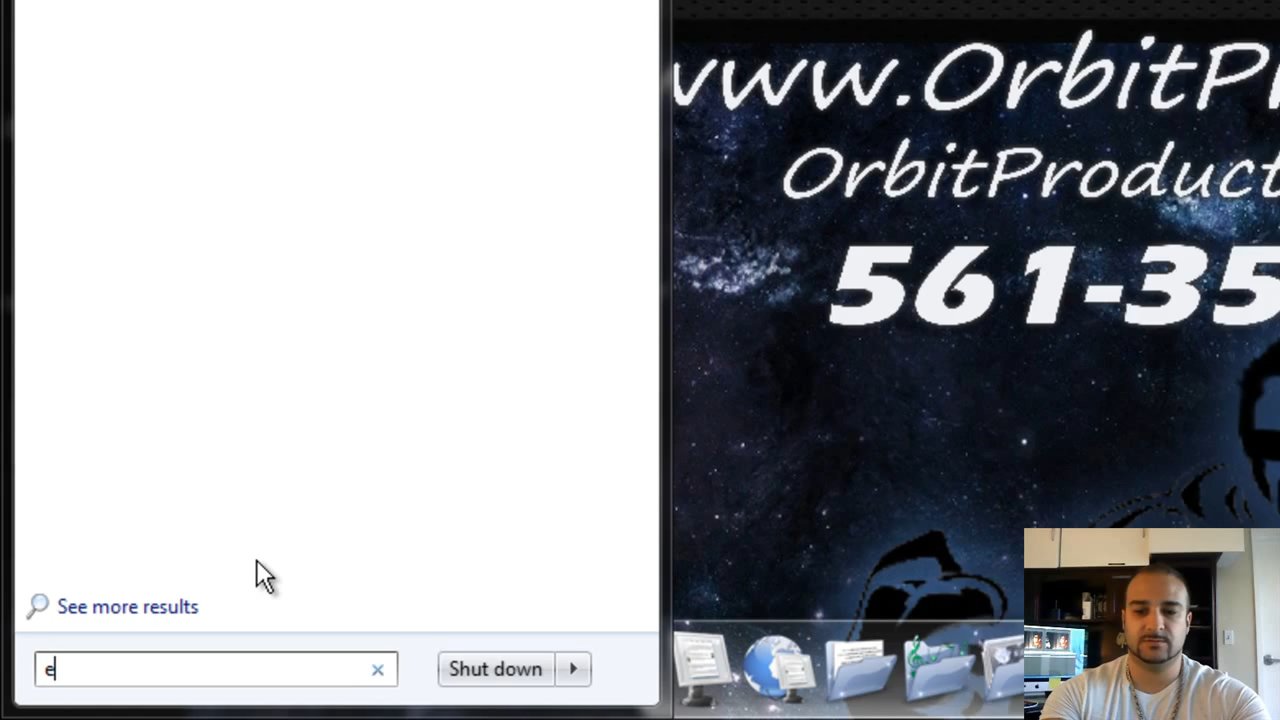 www.OrbitPr
OrbitProduct
561-35
See more results
e
Shut down